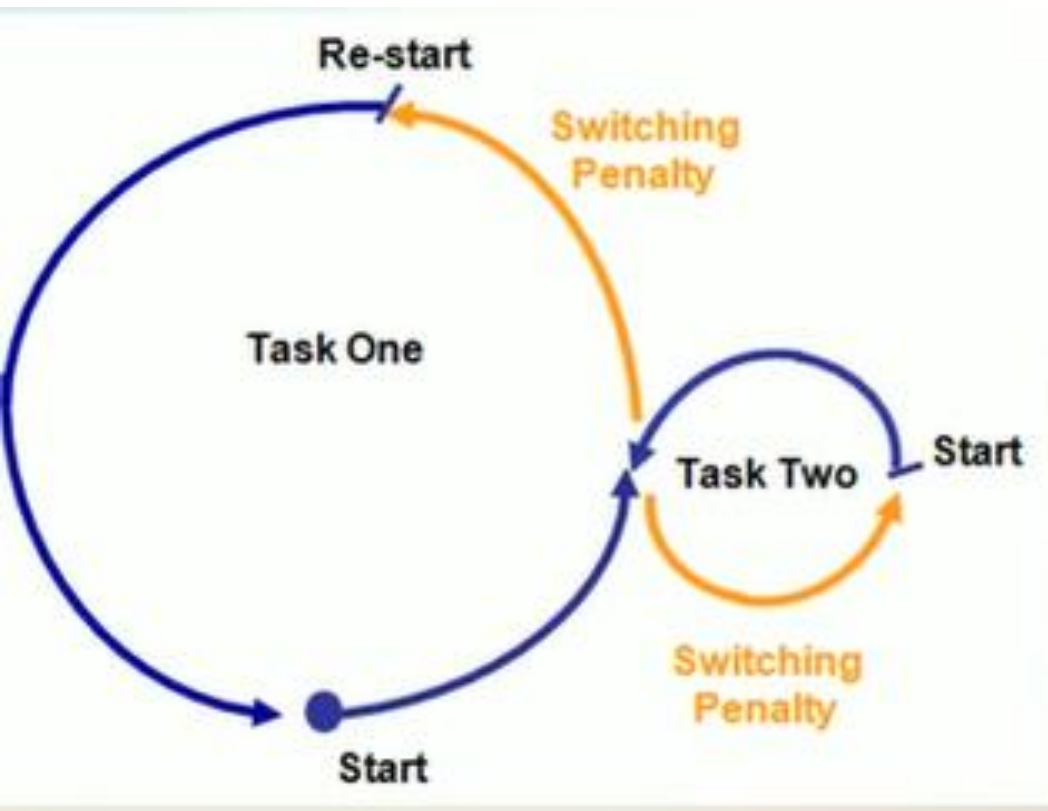 Re-start
Switching
Penalty
Task One
Task Two
Start
Switching
Penalty
Start